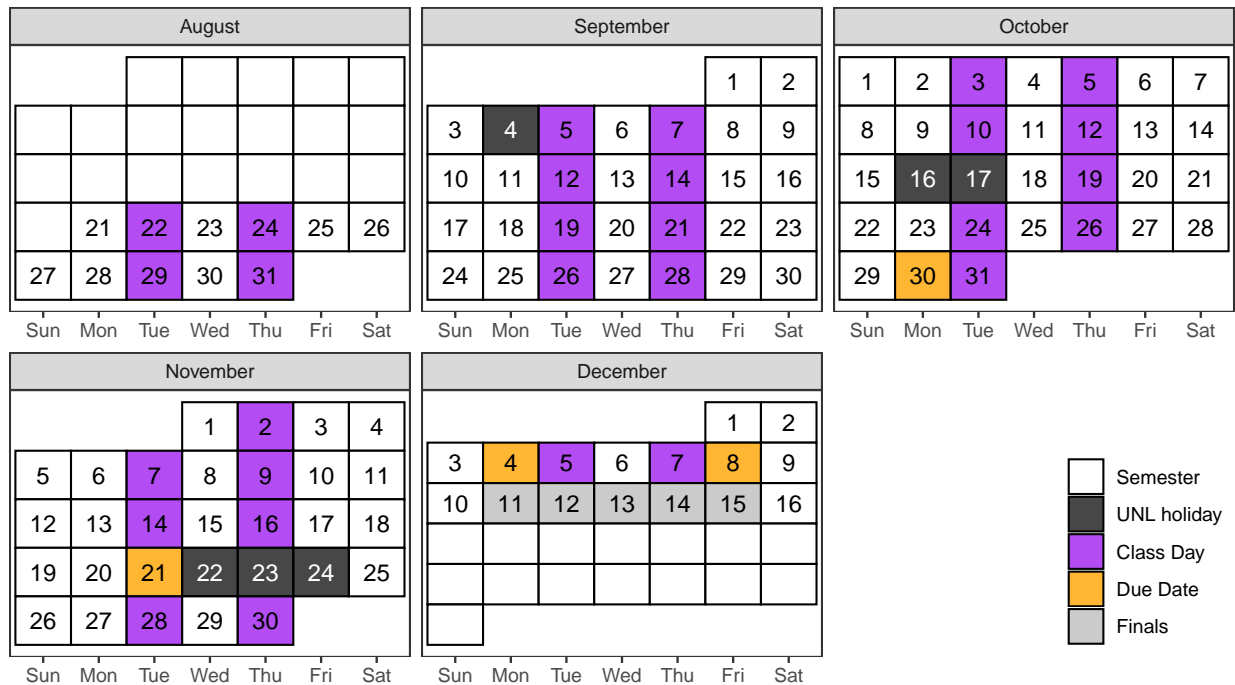 August
21 22 23 24 25 26
27 28 29 30 31
Sun Mon Tue Wed Thu Fri Sat
September
1 2
3 4 5 6 7 8 9
10 11 12 13 14 15 16
17 18 19 20 21 22 23
24 25 26 27 28 29 30
Sun Mon Tue Wed Thu Fri Sat
October
1 2 3 4 5 6 7
8 9 10 11 12 13 14
15 16 17 18 19 20 21
22 23 24 25 26 27 28
29 30 31
Sun Mon Tue Wed Thu Fri Sat
November
1 2 3 4
5 6 7 8 9 10 11
12 13 14 15 16 17 18
19 20 21 22 23 24 25
26 27 28 29 30
Sun Mon Tue Wed Thu Fri Sat
December
1 2
3 4 5 6 7 8 9
10 11 12 13 14 15 16
Sun Mon Tue Wed Thu Fri Sat
Semester
UNL holiday
Class Day
Due Date
Finals